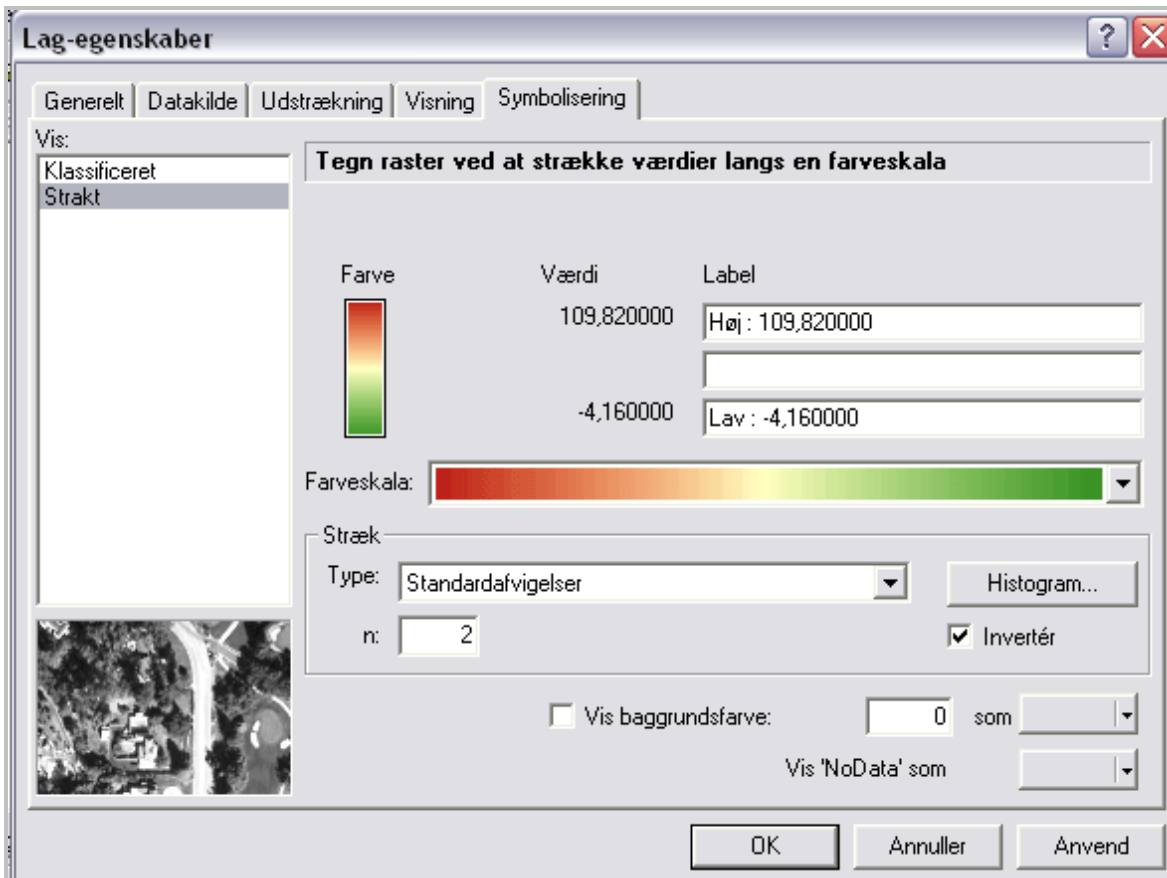 Lag-egenskaber
Generelt Datakilde Udstrækning Visning Symbolisering
Vis:
Klassificeret
Strakt
Tegn raster ved at strække værdier langs en farveskala
Farve Værdi Label
109,820000 Høj : 109,820000
-4,160000 Lav : -4,160000
Farveskala:
Stræk
Type: Standardafvigelser Histogram...
n: 2 Invertér
Vis baggrundsfarve: 0 som
Vis 'NoData' som
OK Annuller Anvend